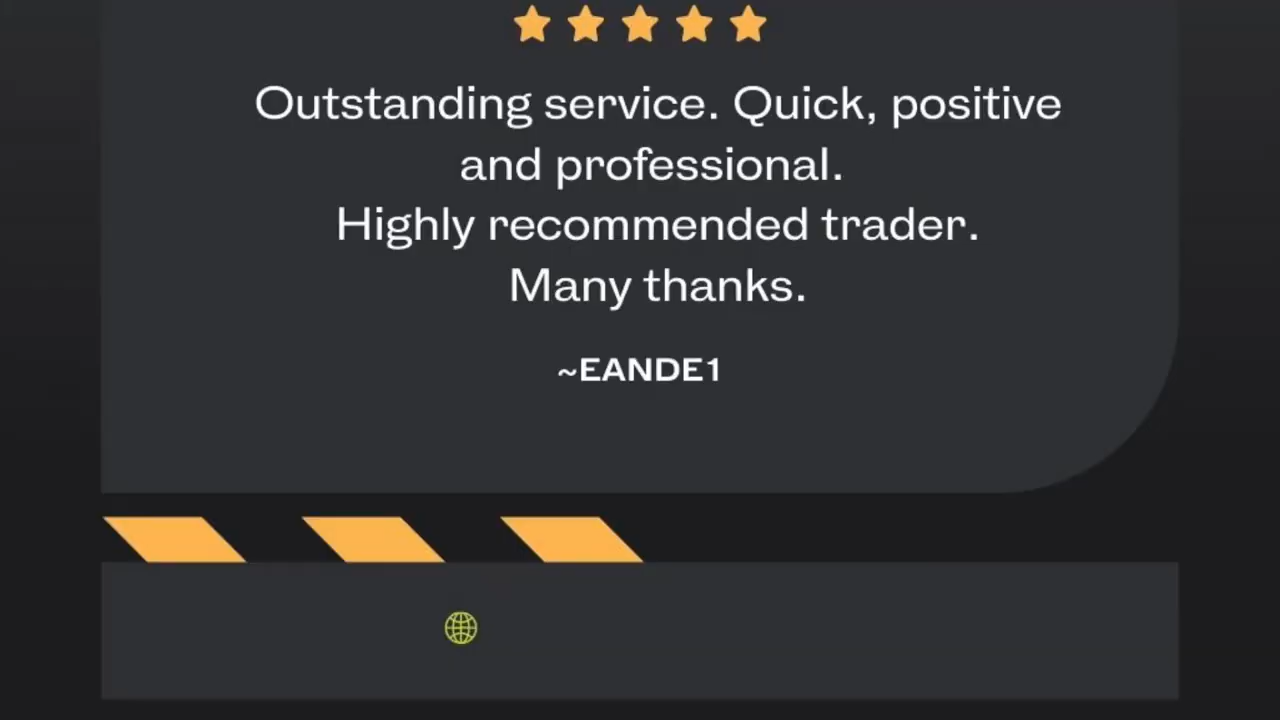 Outstanding service. Quick, positive
and professional.
Highly recommended trader.
Many thanks.
~EANDE1